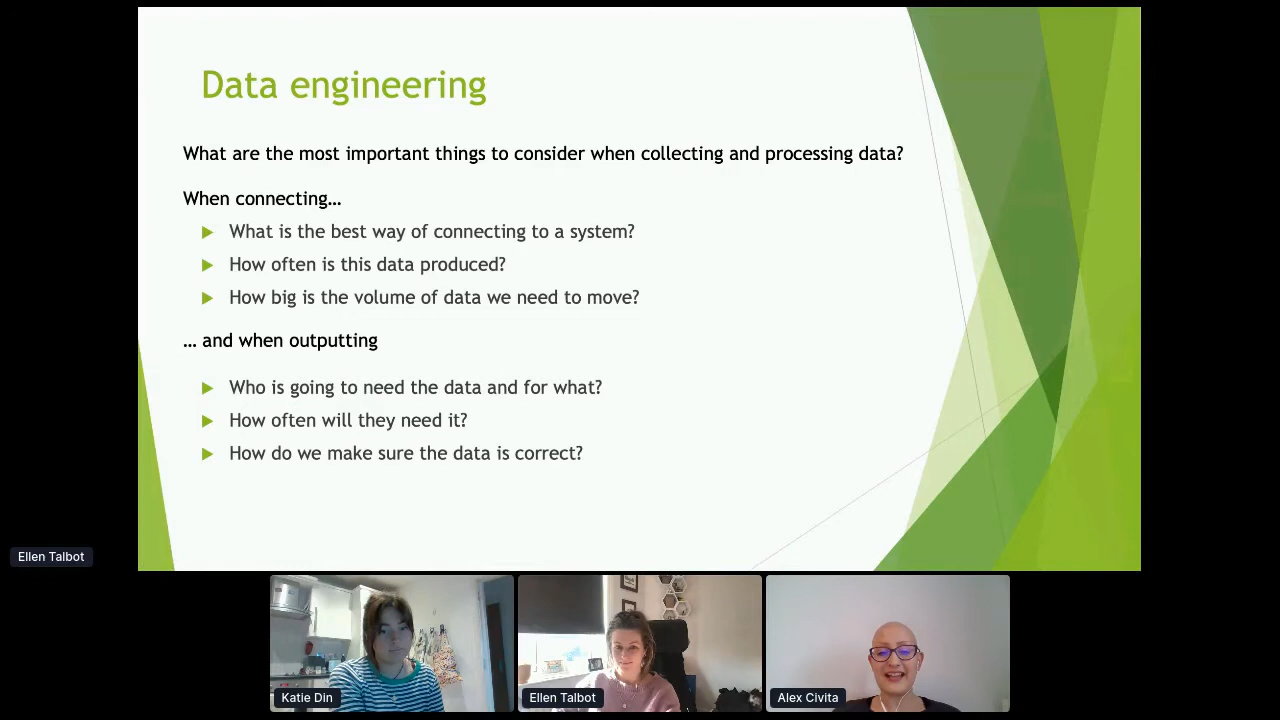 Data engineering
What are the most important things to consider when collecting and processing data?
When connecting…
What is the best way of connecting to a system?
How often is this data produced?
How big is the volume of data we need to move?
… and when outputting
Who is going to need the data and for what?
How often will they need it?
How do we make sure the data is correct?
Ellen Talbot
Katie Din
Ellen Talbot
Alex Civita